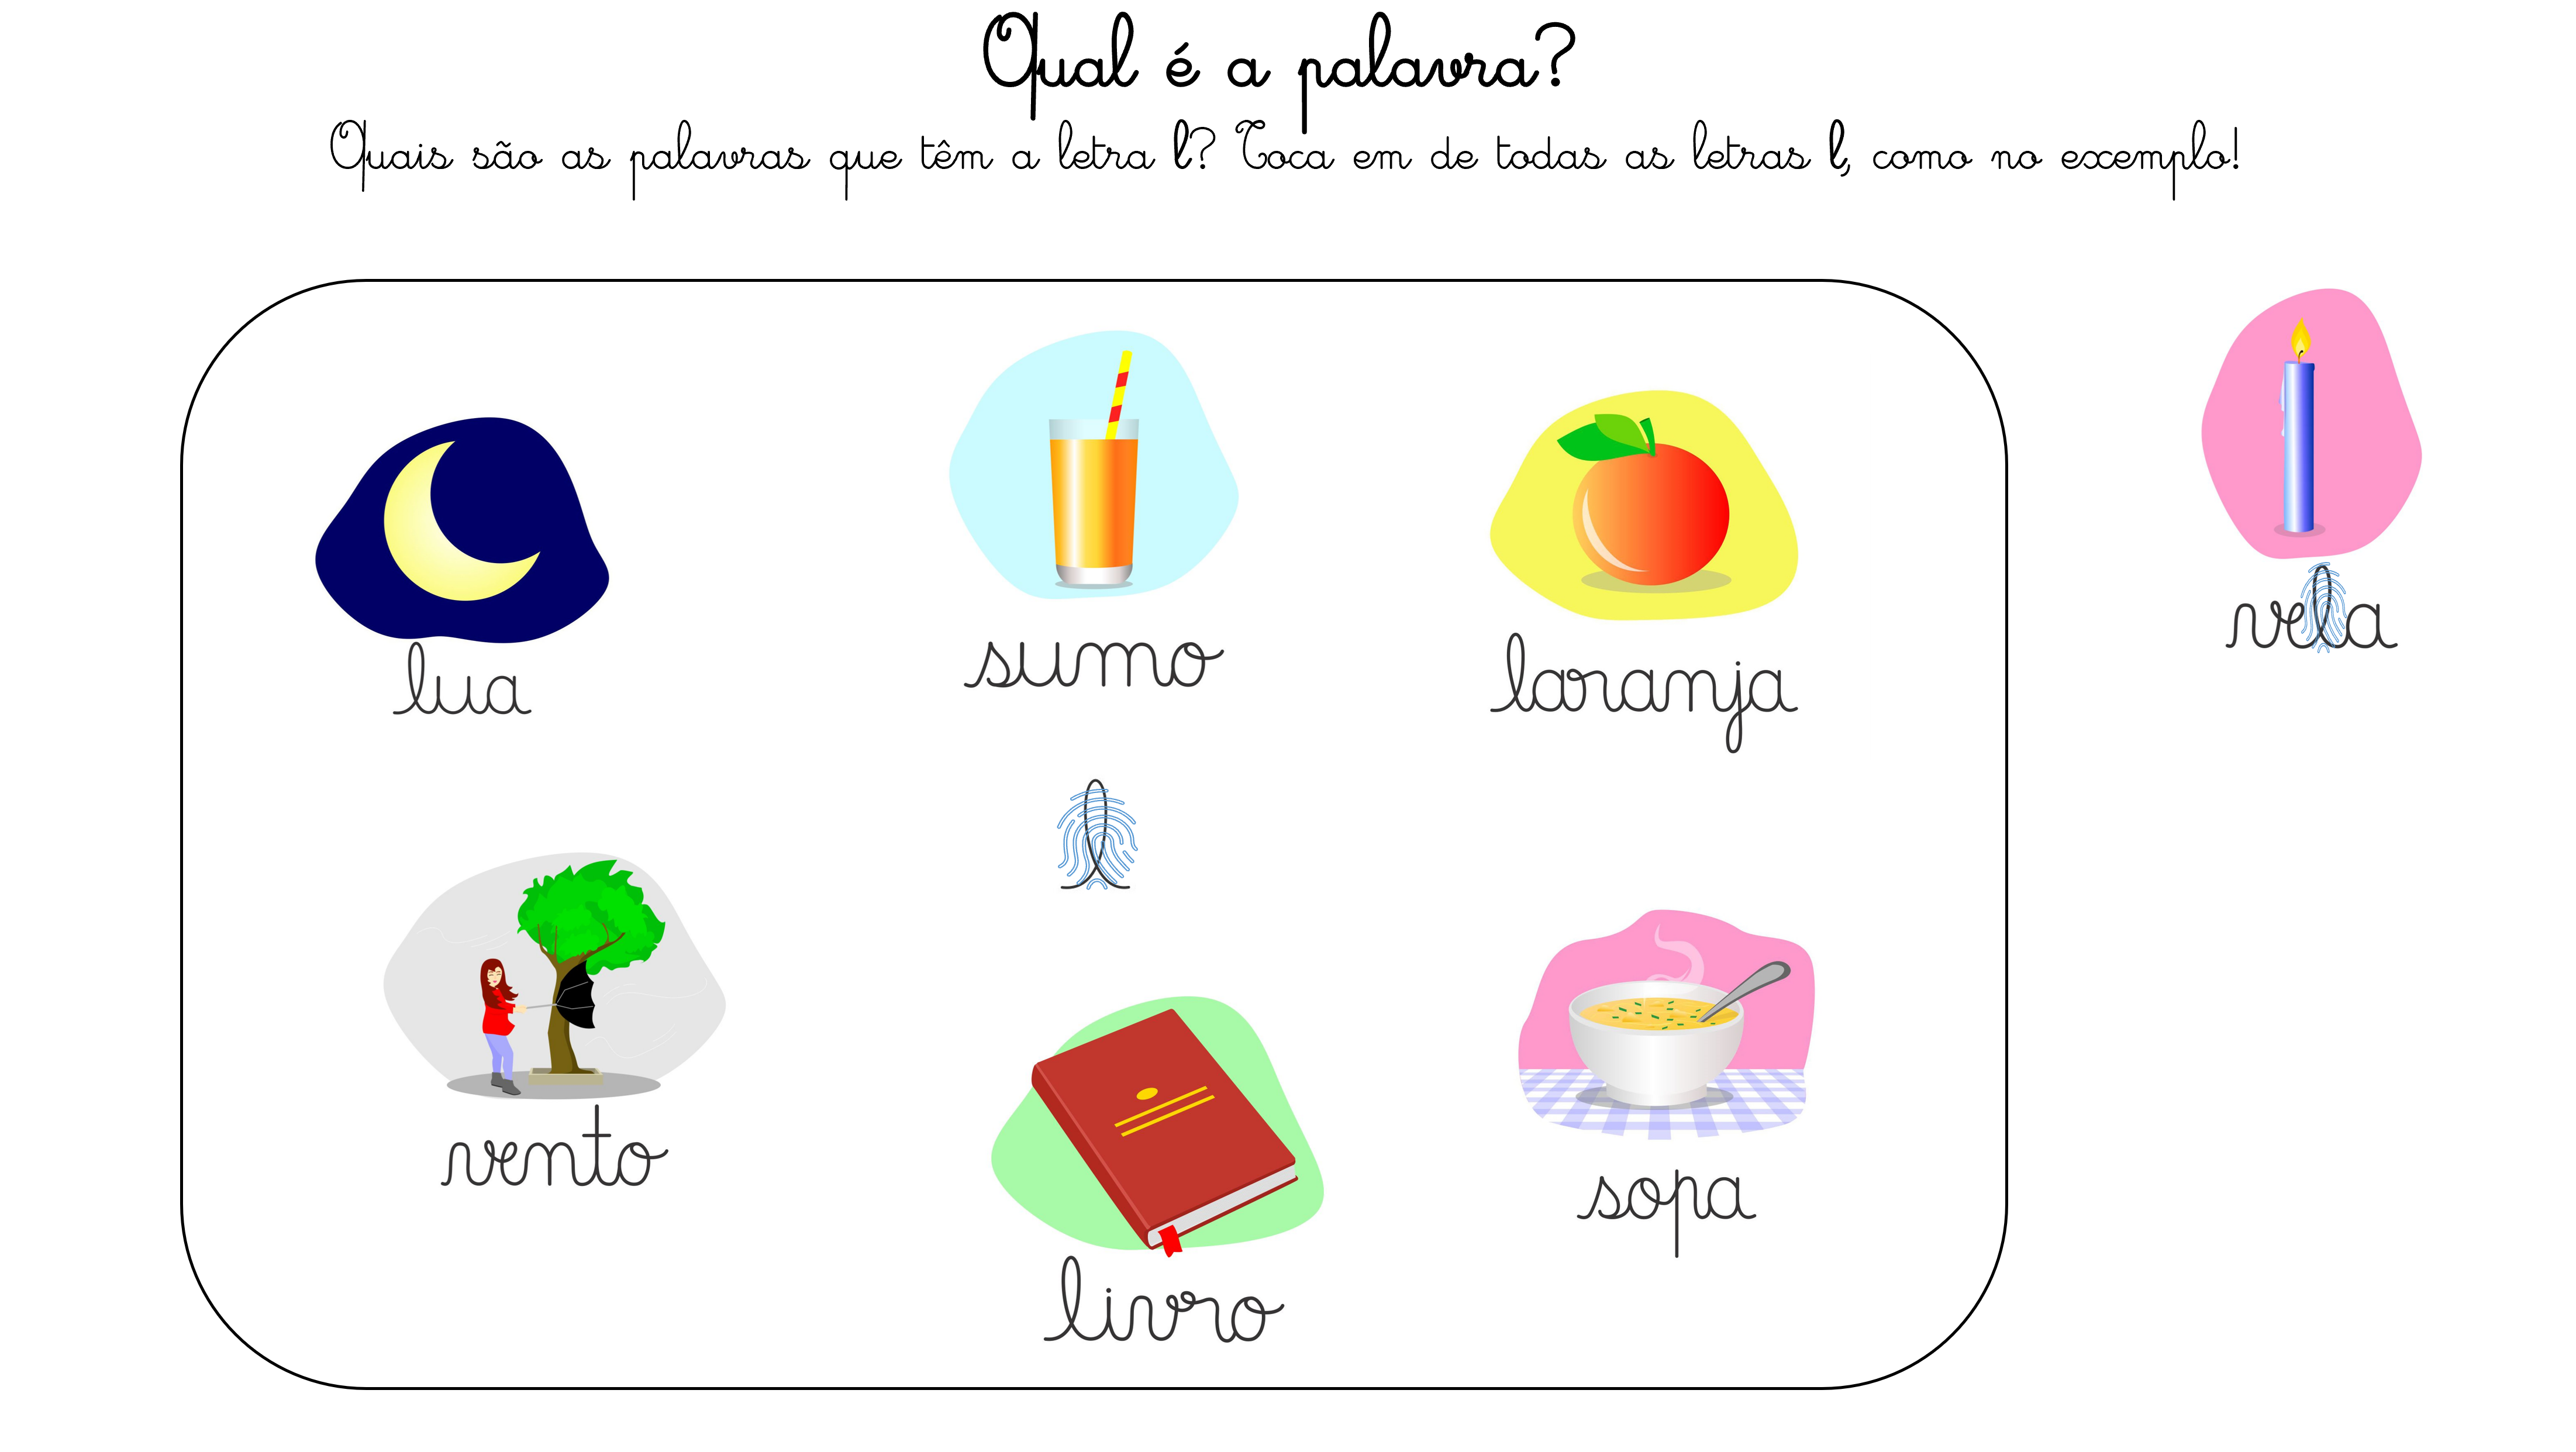 Qual é a palavra?
Quais são as palavras que têm a letra l? Toca em de todas as letras l, como no exemplo!
vela
lua
sumo
laranja
l
vento
livro
sopa